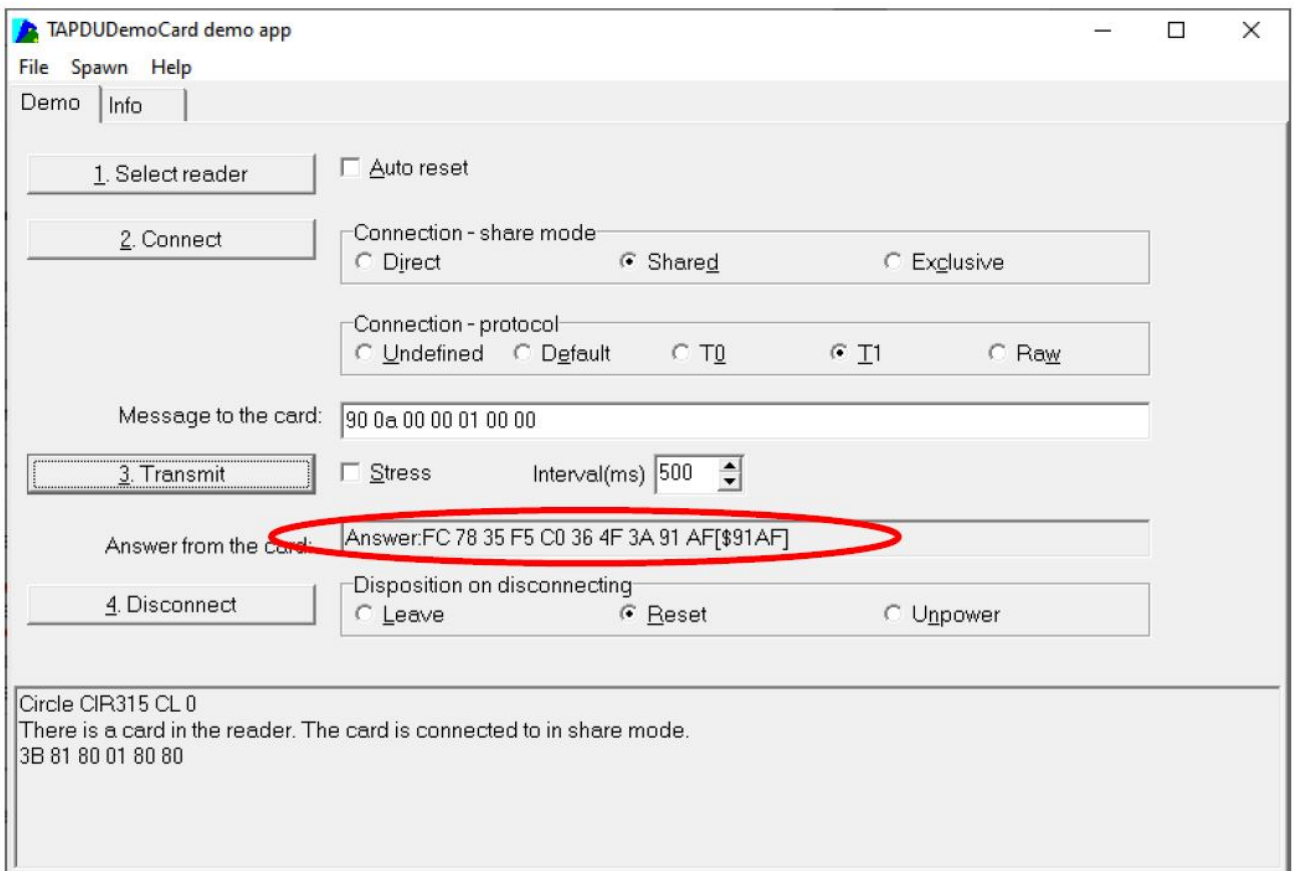 TAPDUDemoCard demo app
File Spawn Help
Demo Info
1. Select reader Auto reset
2. Connect
Connection - share mode
Direct Shared Exclusive
Connection - protocol
Undefined Default T0 T1 Raw
Message to the card: 90 0a 00 00 01 00 00
3. Transmit Stress Interval(ms) 500
Answer from the card: Answer:FC 78 35 F5 C0 36 4F 3A 91 AF[$91AF]
4. Disconnect
Disposition on disconnecting
Leave Reset Unpower
Circle CIR315 CL 0
There is a card in the reader. The card is connected to in share mode.
3B 81 80 01 80 80